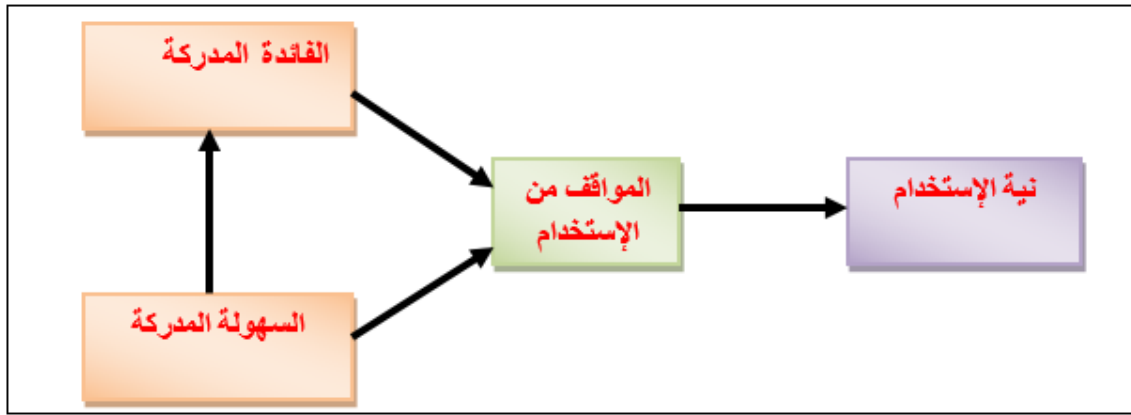 الفائدة المدركة
المواقف من
الإستخدام
نية الإستخدام
السهولة المدركة